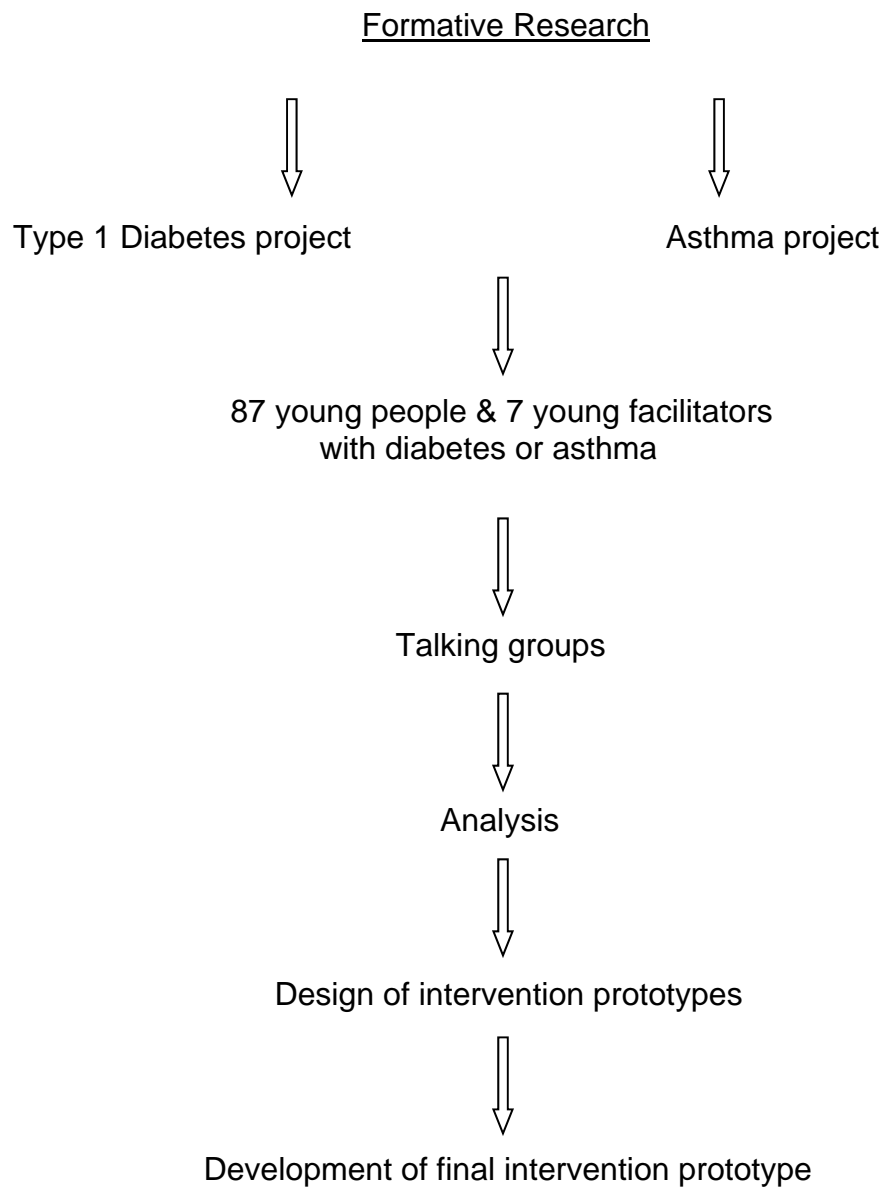 Formative Research
Type 1 Diabetes project
Asthma project
87 young people & 7 young facilitators
with diabetes or asthma
Talking groups
Analysis
Design of intervention prototypes
Development of final intervention prototype